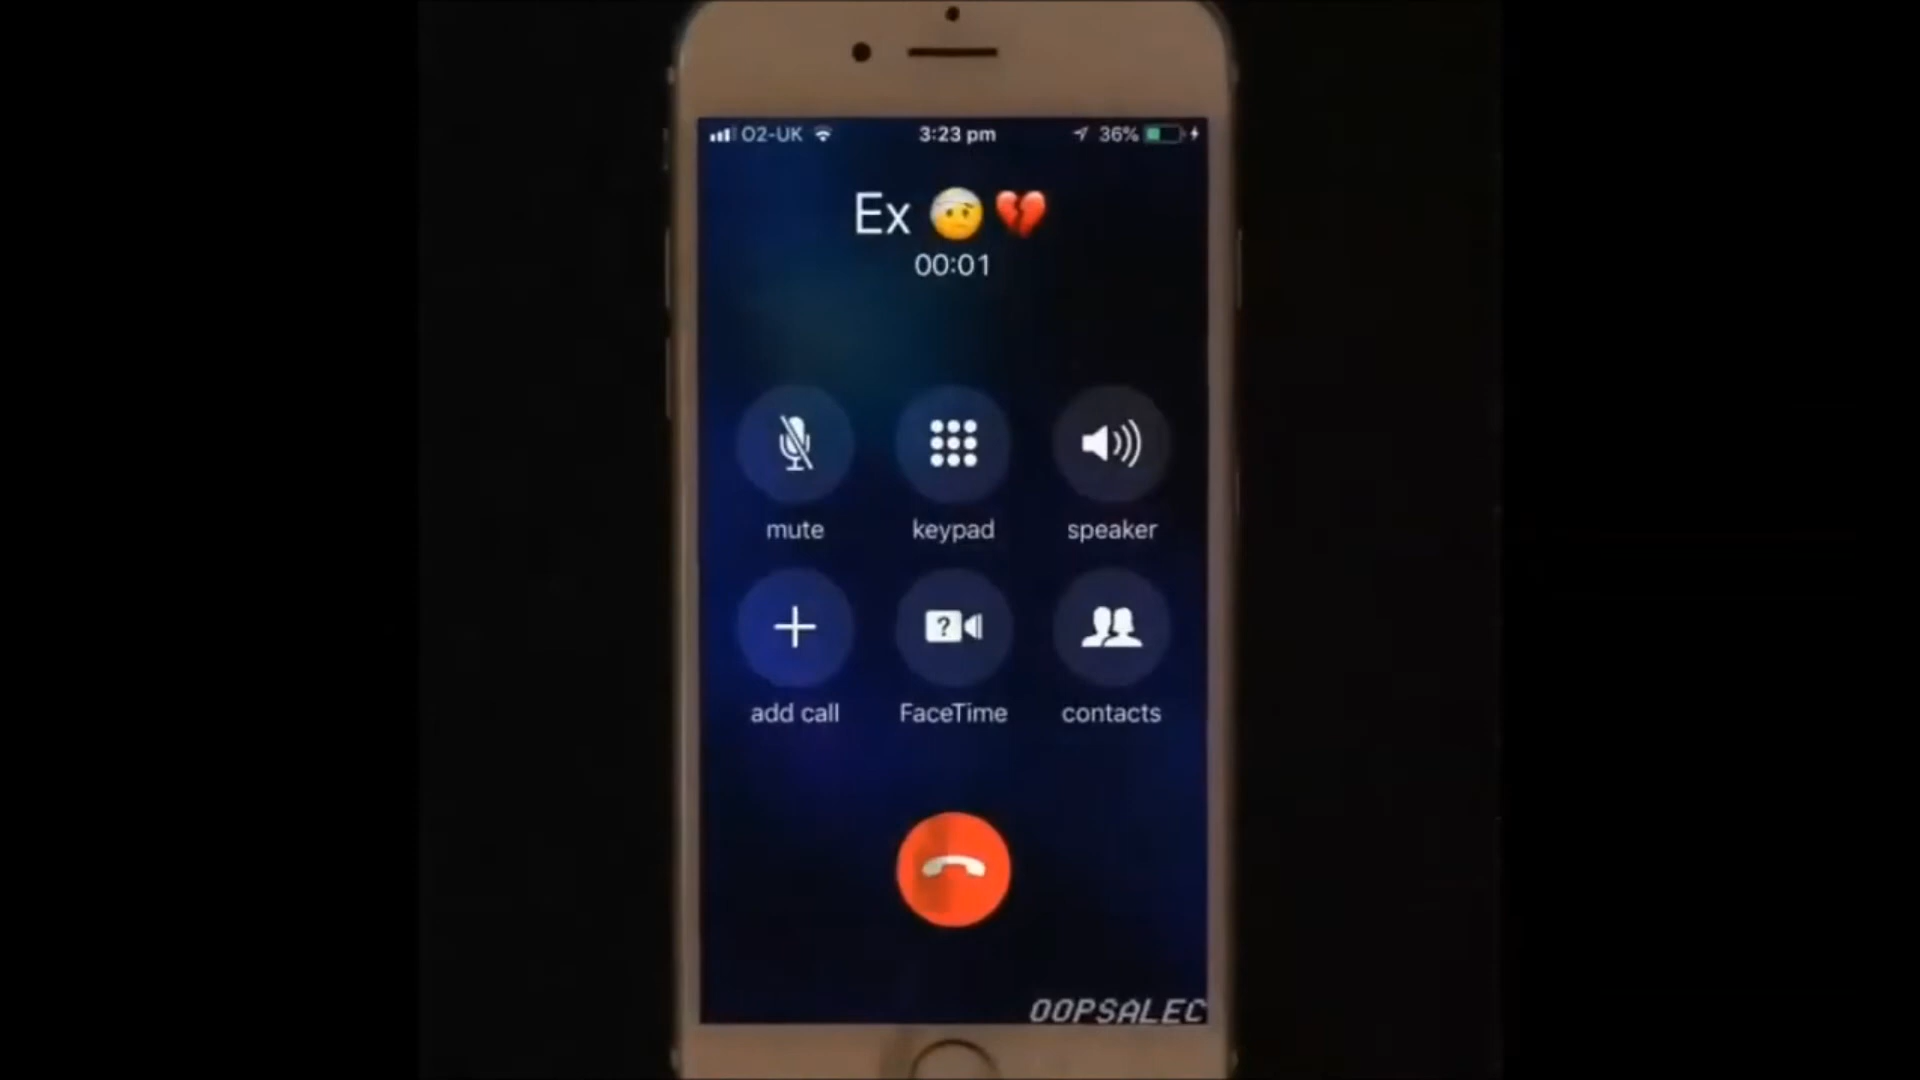 O2-UK 3:23 pm 36%
Ex 🤕💔
00:01
mute keypad speaker
?
add call FaceTime contacts
OOPSALEC